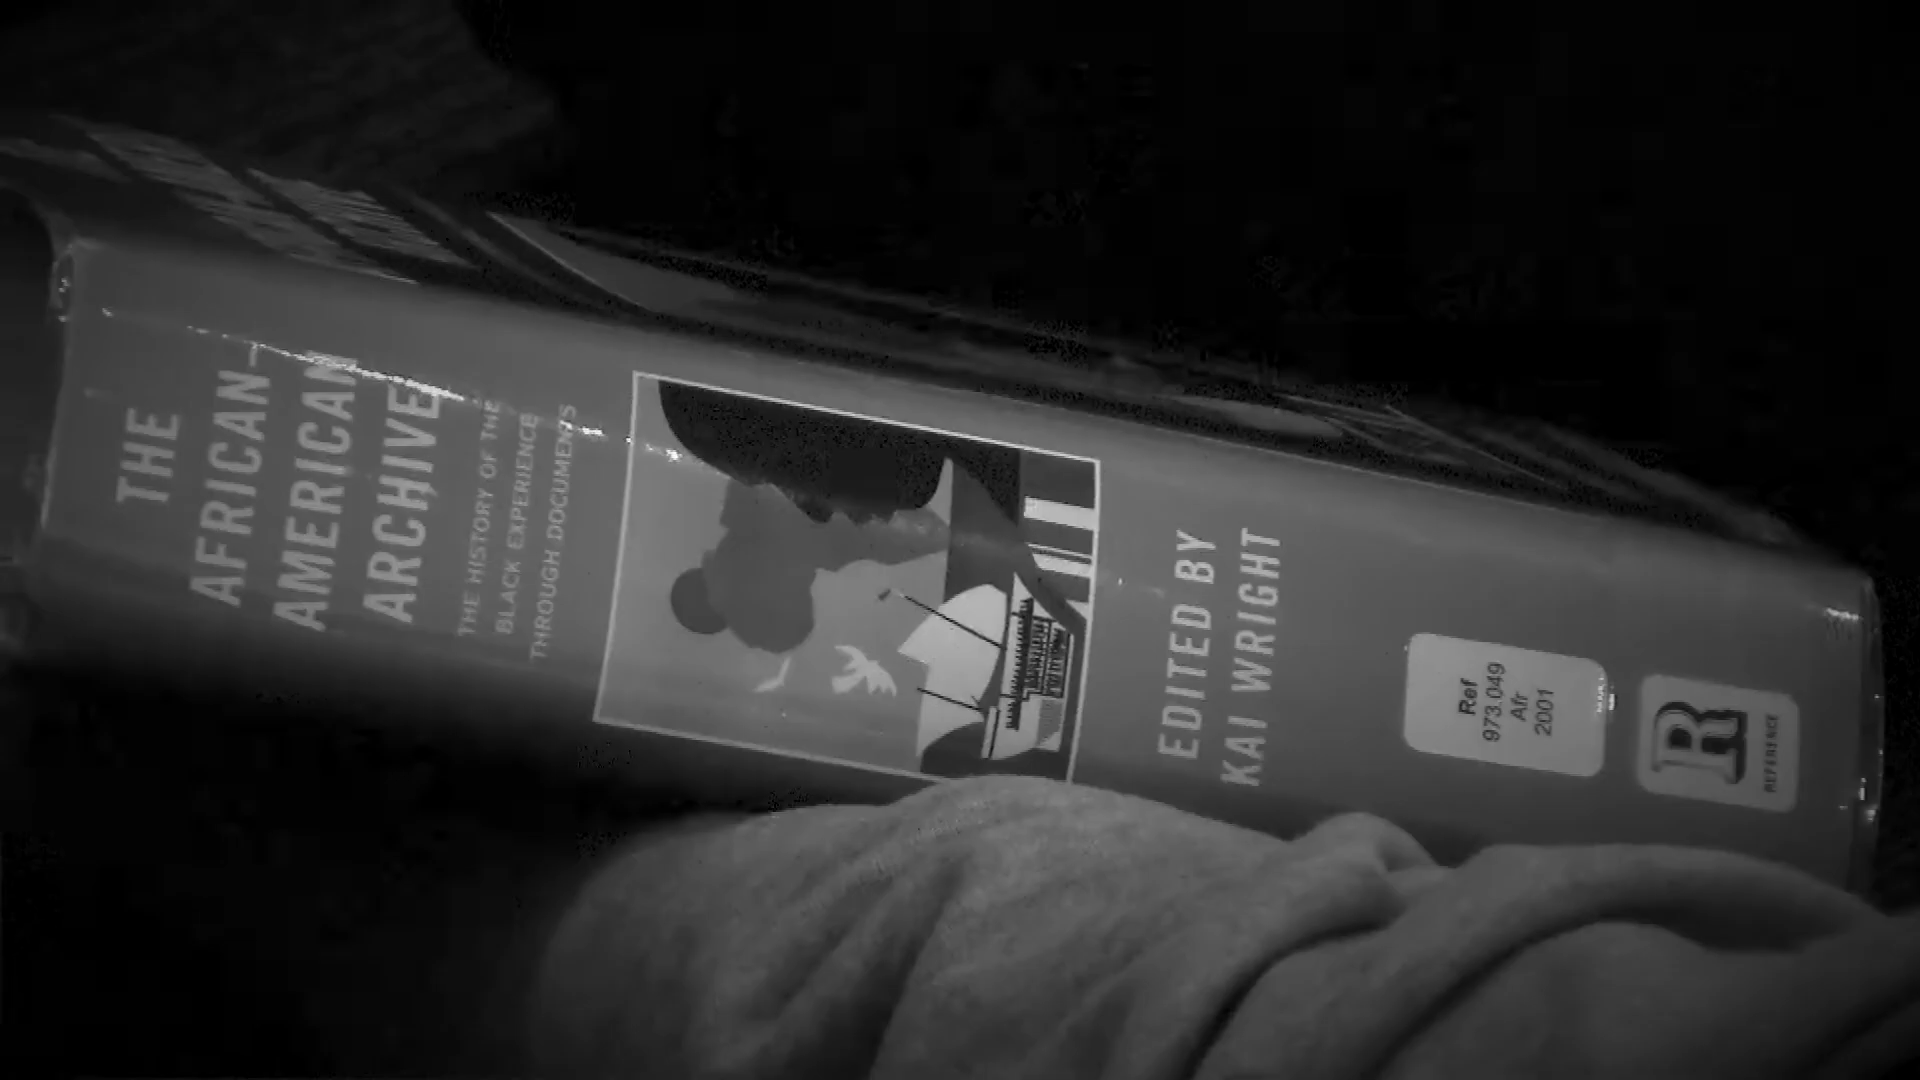 THE
AFRICAN-
AMERICAN
ARCHIVE
THE HISTORY OF THE
BLACK EXPERIENCE
THROUGH DOCUMENTS
EDITED BY
KAI WRIGHT
Ref
973.049
Afr
2001
R
REFERENCE